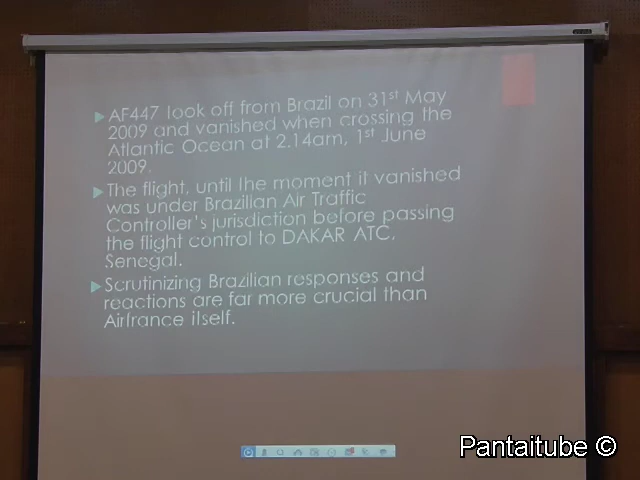 AF447 took off from Brazil on 31st May
2009 and vanished when crossing the
Atlantic Ocean at 2.14am, 1st June
2009.
The flight, until the moment it vanished
was under Brazilian Air Traffic
Controller's jurisdiction before passing
the flight control to DAKAR ATC,
Senegal.
Scrutinizing Brazilian responses and
reactions are far more crucial than
Airfrance itself.
Pantaitube ©